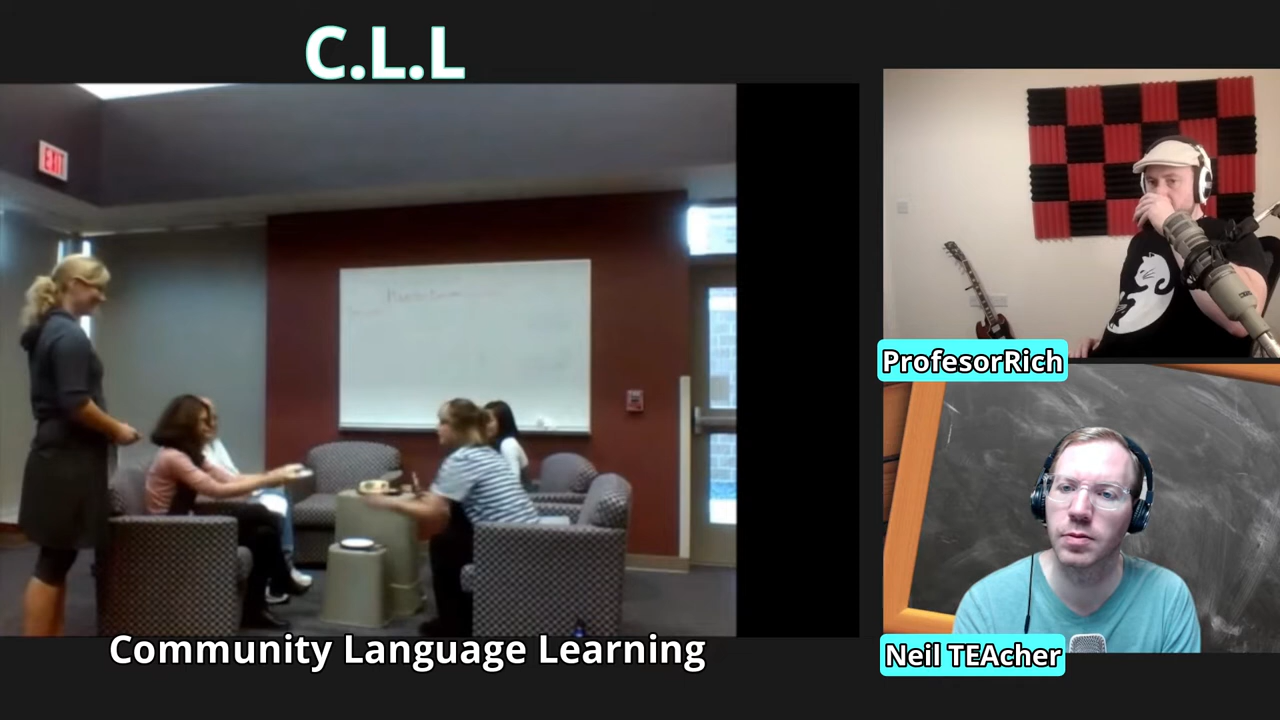 C.L.L
EXIT
ProfesorRich
Community Language Learning
Neil TEAcher